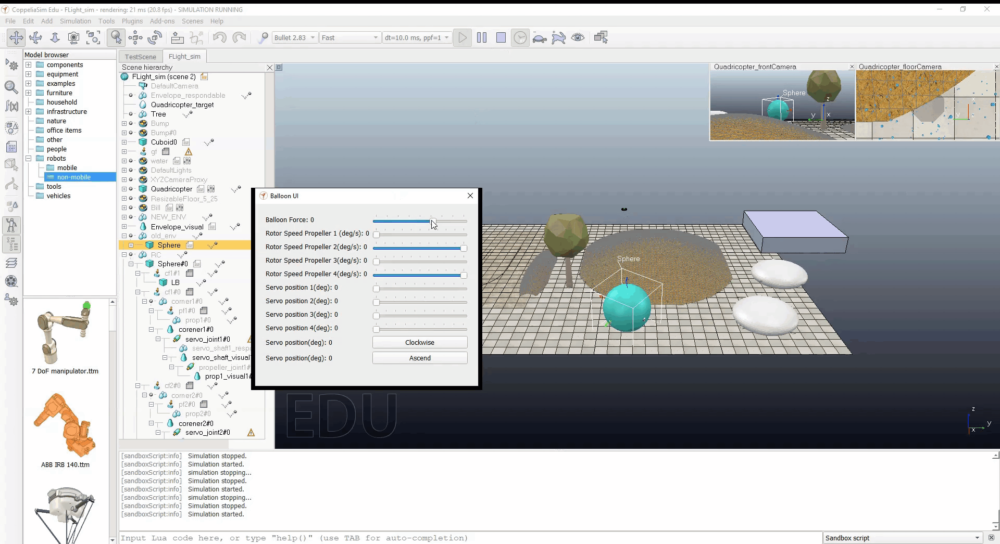 CoppeliaSim Edu - FLight_sim - rendering: 21 ms (20.8 fps) - SIMULATION RUNNING
File Edit Add Simulation Tools Plugins Add-ons Scenes Help
Bullet 2.83 Fast dt=10.0 ms, ppf=1
Model browser
components
equipment
examples
furniture
household
infrastructure
nature
office items
other
people
robots
mobile
non-mobile
tools
vehicles
7 DoF manipulator.ttm
ABB IRB 140.ttm
TestScene FLight_sim
Scene hierarchy
FLight_sim (scene 2)
DefaultCamera
Envelope_respondable
Quadricopter_target
Tree
Bump
Bump#0
Cuboid0
gf
water
DefaultLights
XYZCameraProxy
Quadricopter
ResizableFloor_5_25
Bill
NEW_ENV
Envelope_visual
old_env
Sphere
RC
Sphere#0
cf1#1
LB
cf1#0
corner1#0
pf1#0
prop1#0
corener1#0
servo_joint1#0
servo_shaft1_resp
servo_shaft_visual
propeller_joint1#
prop1_visual1#
cf2#0
corner2#0
pf2#0
prop2#0
corener2#0
servo_joint2#0
Quadricopter_frontCamera
Sphere
z
y
x
Quadricopter_floorCamera
x
y
z
Balloon UI
Balloon Force: 0
Rotor Speed Propeller 1 (deg/s): 0
Rotor Speed Propeller 2(deg/s): 0
Rotor Speed Propeller 3(deg/s): 0
Rotor Speed Propeller 4(deg/s): 0
Servo position 1(deg): 0
Servo position 2(deg): 0
Servo position 3(deg): 0
Servo position 4(deg): 0
Servo position(deg): 0 Clockwise
Servo position(deg): 0 Ascend
Sphere
EDU
z
y
x
[sandboxScript:info] Simulation stopped.
[sandboxScript:info] Simulation started.
[sandboxScript:info] simulation stopping...
[sandboxScript:info] Simulation stopped.
[sandboxScript:info] Simulation started.
[sandboxScript:info] simulation stopping...
[sandboxScript:info] Simulation stopped.
[sandboxScript:info] Simulation started.
Input Lua code here, or type "help()" (use TAB for auto-completion)
Sandbox script